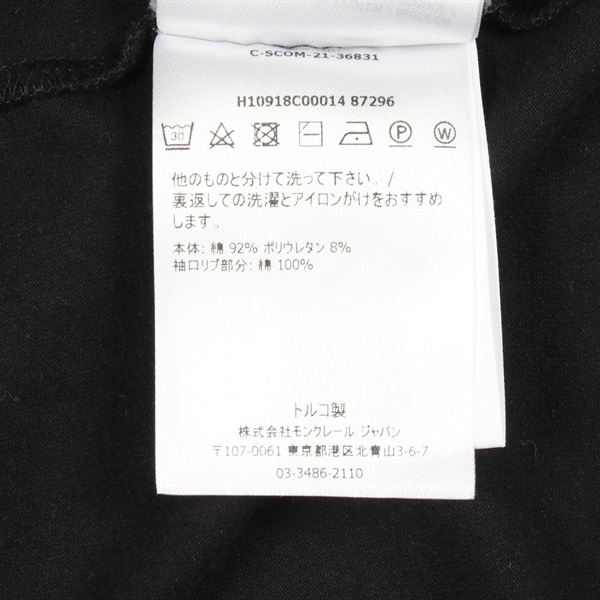 C-SCOM-21-36831
H10918C00014 87296
30 P W
他のものと分けて洗って下さい。/
裏返しての洗濯とアイロンがけをおすすめ
します。
本体: 綿 92% ポリウレタン 8%
袖口リブ部分: 綿 100%
トルコ製
株式会社モンクレール ジャパン
〒107-0061 東京都港区北青山3-6-7
03-3486-2110